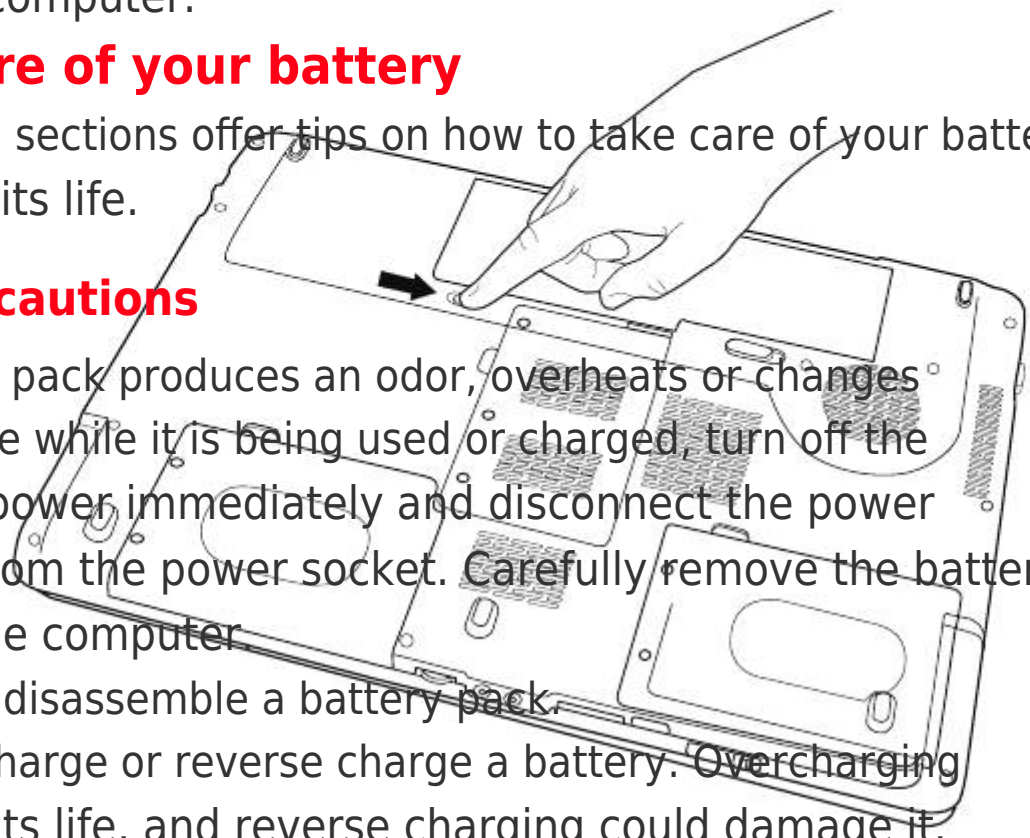 computer.
re of your battery
sections offer tips on how to take care of your batte
its life.
cautions
pack produces an odor, overheats or changes
e while it is being used or charged, turn off the
power immediately and disconnect the power
om the power socket. Carefully remove the batter
e computer.
disassemble a battery pack.
harge or reverse charge a battery. Overcharging
ts life, and reverse charging could damage it.